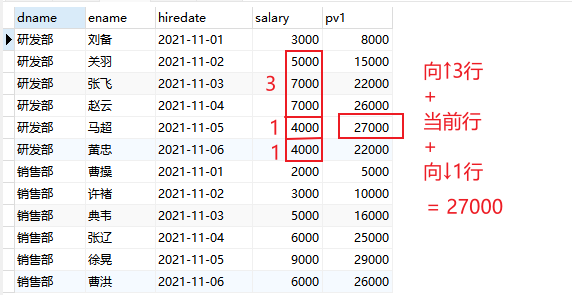 dname ename hiredate salary pv1
研发部 刘备 2021-11-01 3000 8000
研发部 关羽 2021-11-02 5000 15000
研发部 张飞 2021-11-03 7000 22000
研发部 赵云 2021-11-04 7000 26000
研发部 马超 2021-11-05 4000 27000
研发部 黄忠 2021-11-06 4000 22000
销售部 曹操 2021-11-01 2000 5000
销售部 许褚 2021-11-02 3000 10000
销售部 典韦 2021-11-03 5000 16000
销售部 张辽 2021-11-04 6000 25000
销售部 徐晃 2021-11-05 9000 29000
销售部 曹洪 2021-11-06 6000 26000
3
1
1
向↑3行
+
当前行
+
向↓1行
= 27000